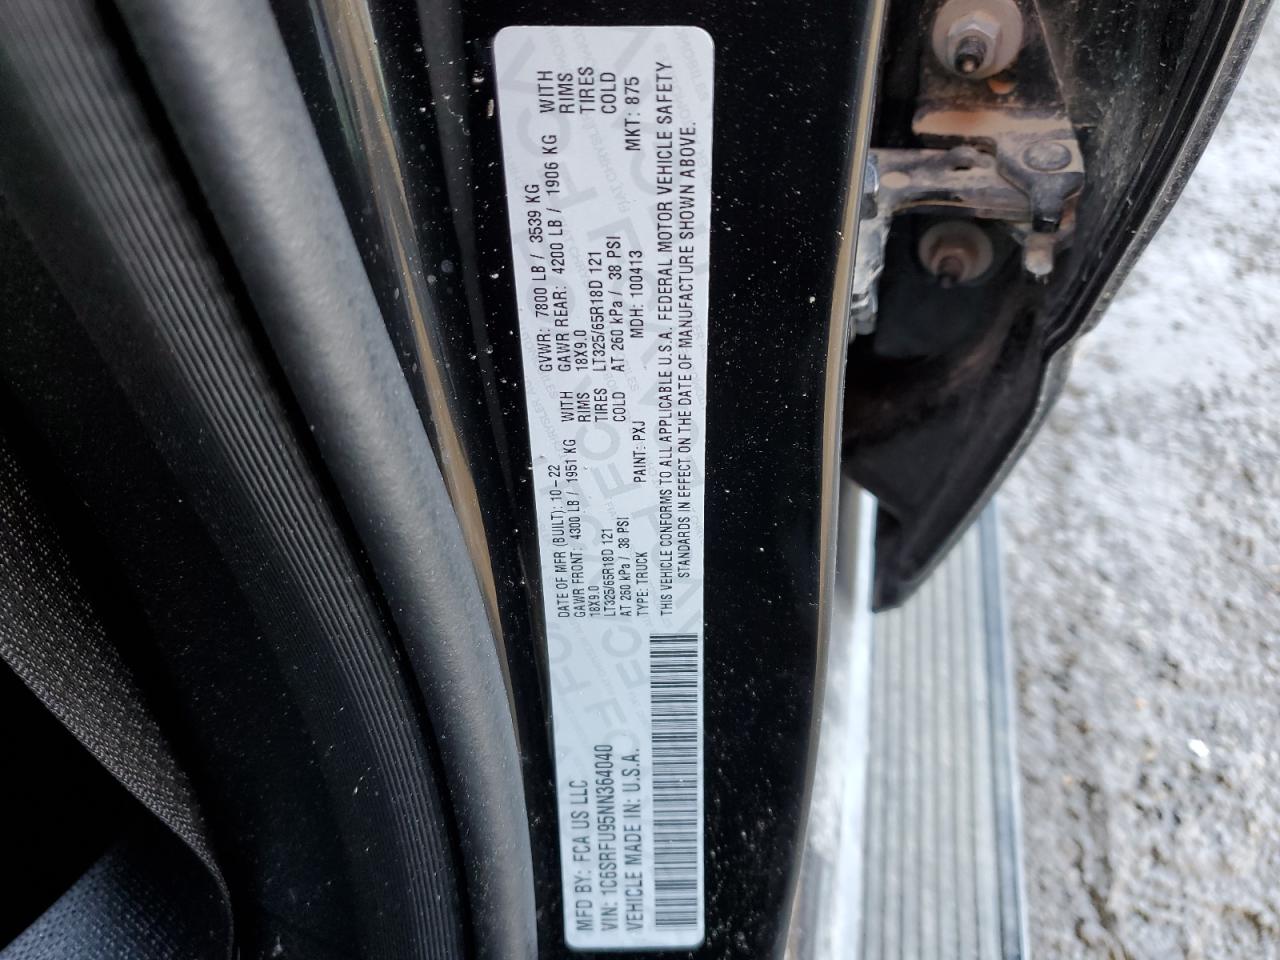 MFD BY: FCA US LLC
VIN: 1C6SRFU95NN364040
VEHICLE MADE IN: U.S.A.
DATE OF MFR (BUILT): 10-22 GVWR: 7800 LB / 3539 KG
GAWR FRONT: 4300 LB / 1951 KG WITH GAWR REAR: 4200 LB / 1906 KG WITH
18X9.0 RIMS 18X9.0 RIMS
LT325/65R18D 121 TIRES LT325/65R18D 121 TIRES
AT 260 kPa / 38 PSI COLD AT 260 kPa / 38 PSI COLD
TYPE: TRUCK PAINT: PXJ MDH: 100413 MKT: 875
THIS VEHICLE CONFORMS TO ALL APPLICABLE U.S.A. FEDERAL MOTOR VEHICLE SAFETY
STANDARDS IN EFFECT ON THE DATE OF MANUFACTURE SHOWN ABOVE.